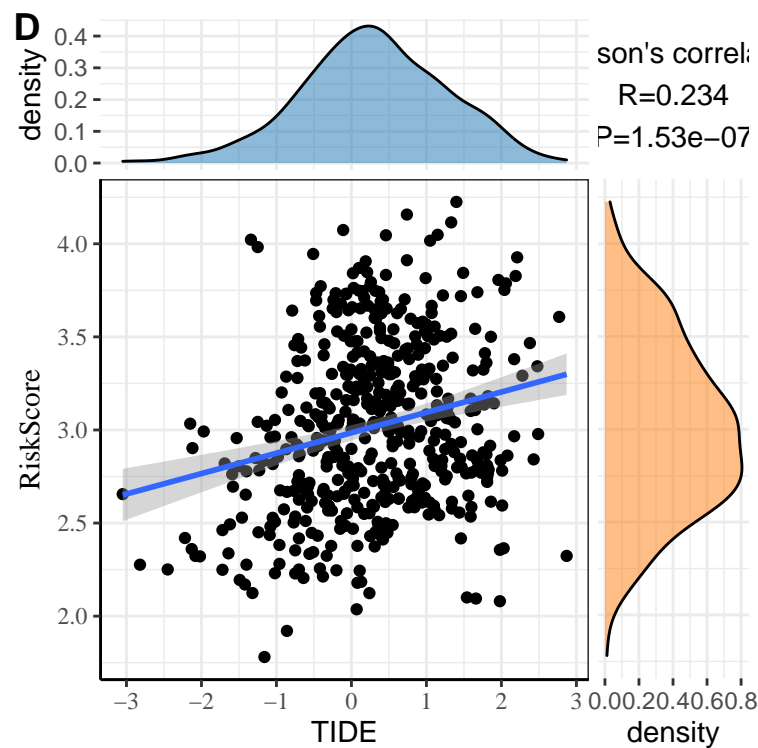 D
density
0.4
0.3
0.2
0.1
0.0
son's correla
R=0.234
P=1.53e−07
RiskScore
4.0
3.5
3.0
2.5
2.0
−3 −2 −1 0 1 2 3
TIDE
0.00.20.40.60.8
density